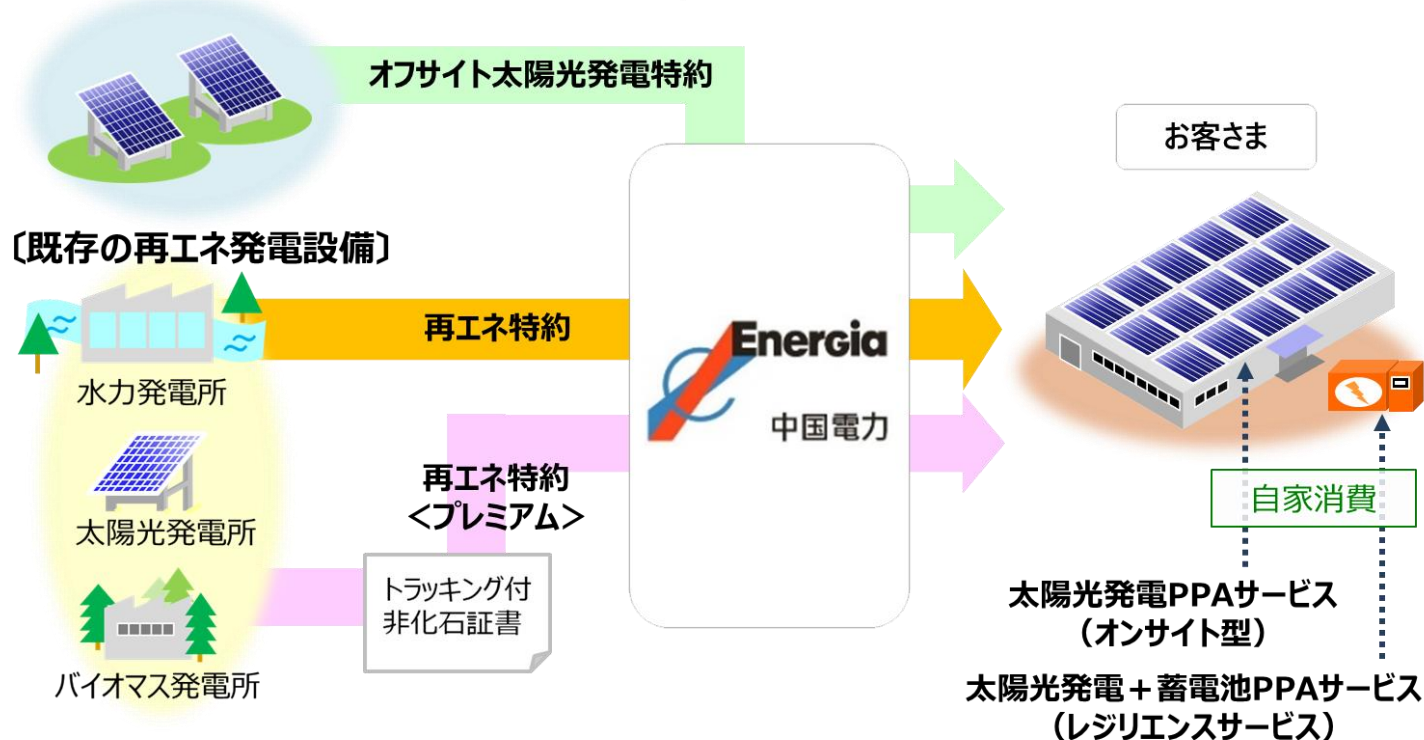 オフサイト太陽光発電特約
お客さま
〔既存の再エネ発電設備〕
再エネ特約
Energia
中国電力
水力発電所
再エネ特約
＜プレミアム＞
太陽光発電所
自家消費
トラッキング付
非化石証書
太陽光発電PPAサービス
（オンサイト型）
バイオマス発電所
太陽光発電＋蓄電池PPAサービス
（レジリエンスサービス）